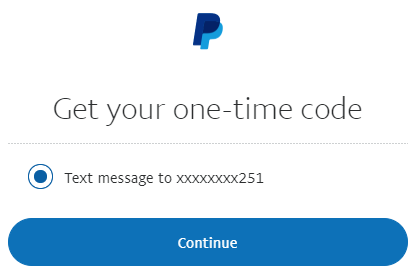 Get your one-time code
Text message to xxxxxxxx251
Continue